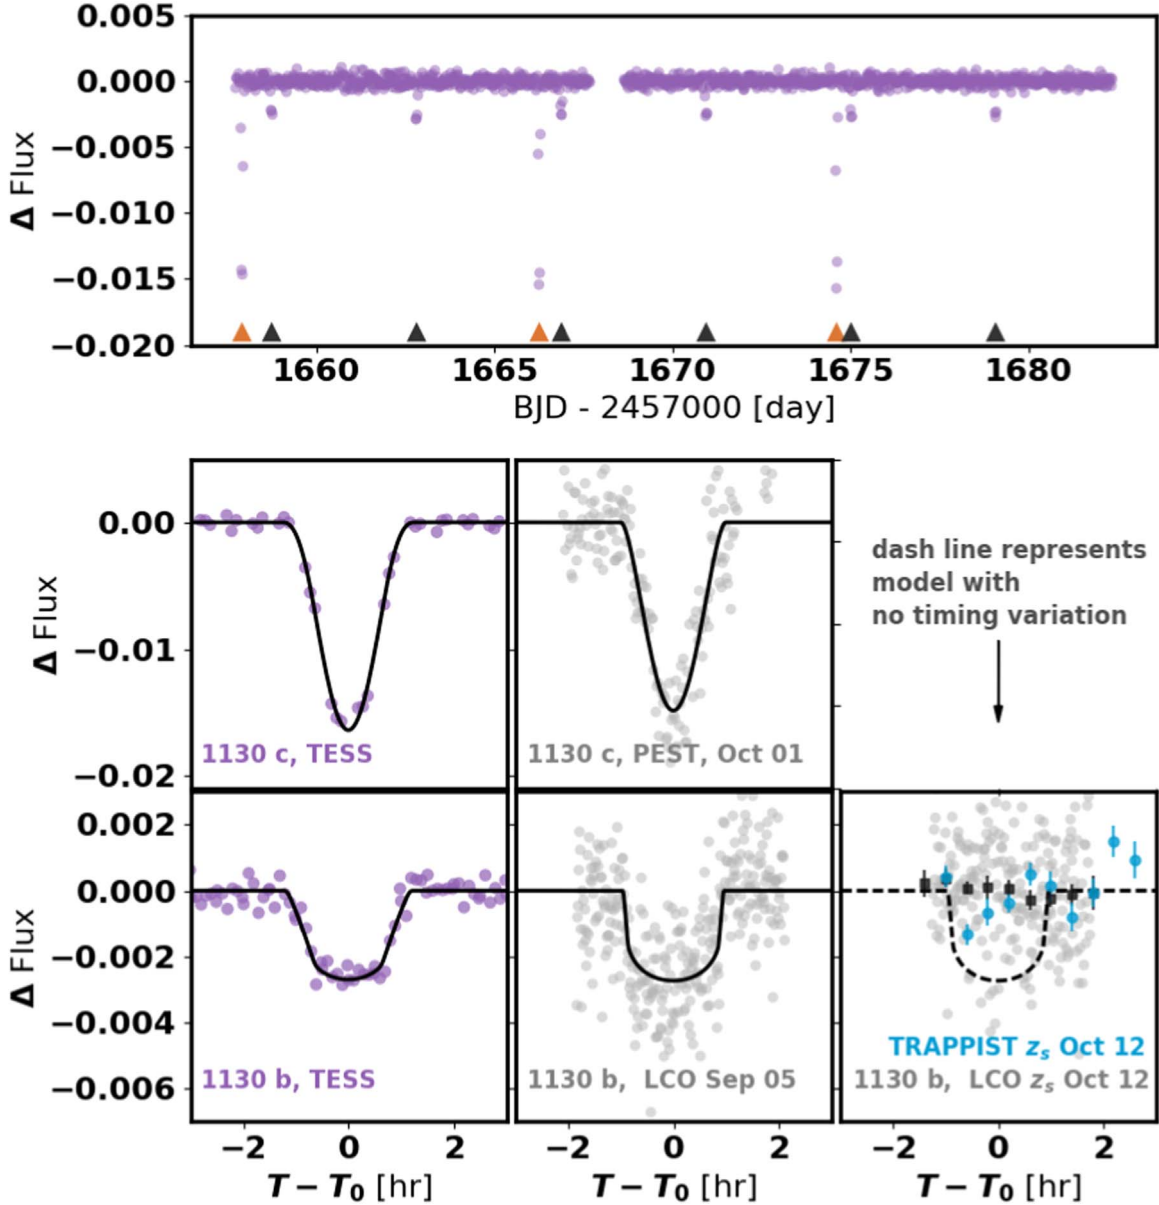 0.005
0.000
−0.005
−0.010
−0.015
−0.020
Δ Flux
1660 1665 1670 1675 1680
BJD - 2457000 [day]
0.00
−0.01
−0.02
Δ Flux
1130 c, TESS
1130 c, PEST, Oct 01
dash line represents
model with
no timing variation
0.002
0.000
−0.002
−0.004
−0.006
Δ Flux
1130 b, TESS
1130 b, LCO Sep 05
TRAPPIST zs Oct 12
1130 b, LCO zs Oct 12
−2 0 2 −2 0 2 −2 0 2
T − T0 [hr] T − T0 [hr] T − T0 [hr]